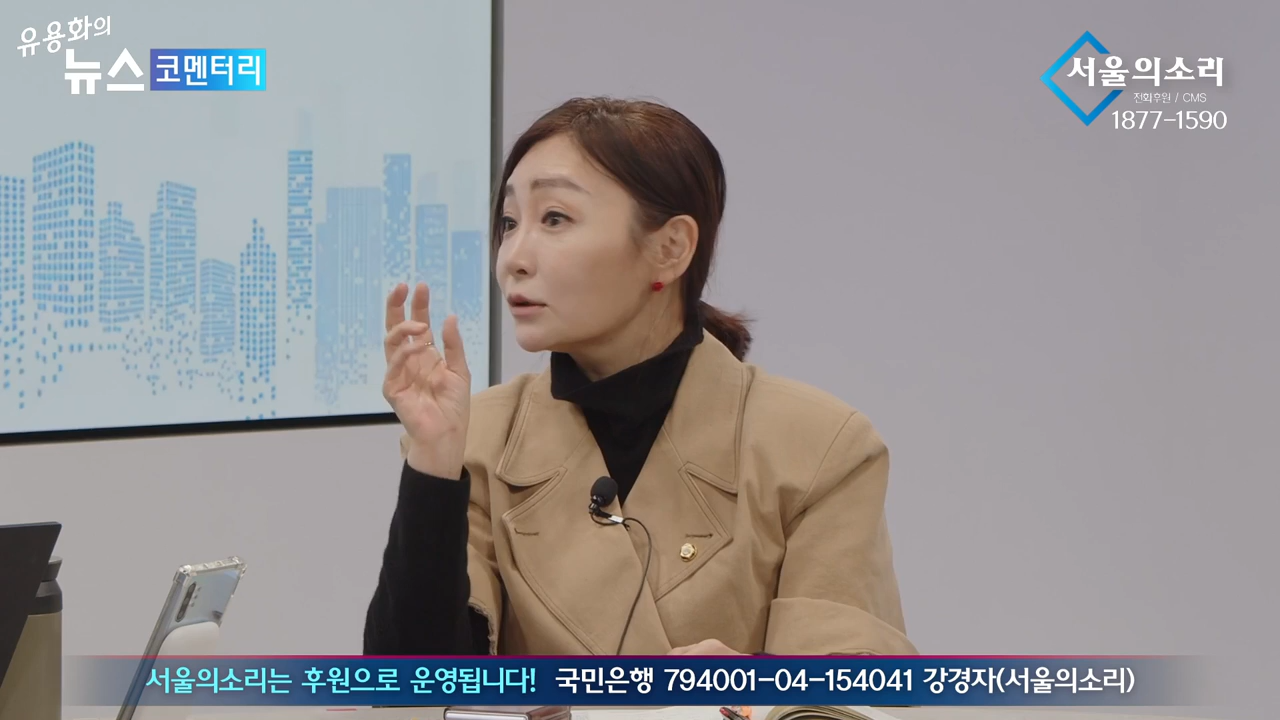 유용화의
뉴스 코멘터리
서울의소리
전화후원 / CMS
1877-1590
서울의소리는 후원으로 운영됩니다! 국민은행 794001-04-154041 강경자(서울의소리)